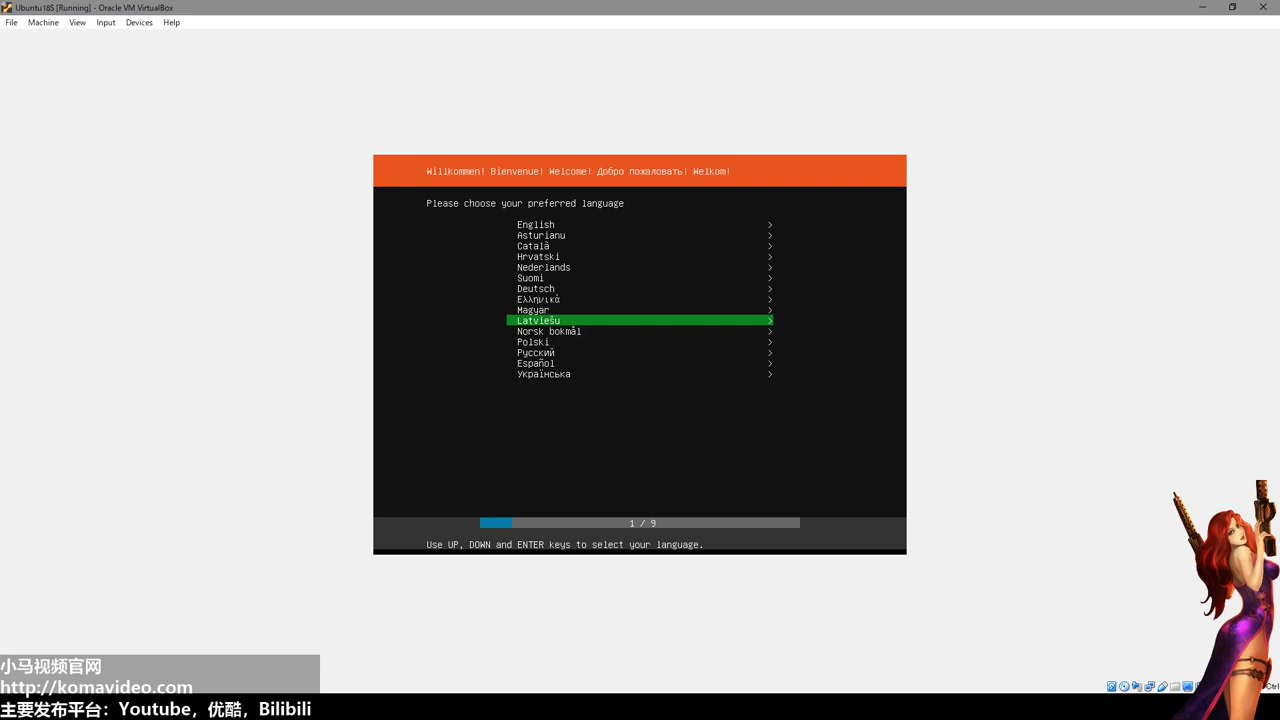 Ubuntu18S [Running] - Oracle VM VirtualBox
File Machine View Input Devices Help
Willkommen! Bienvenue! Welcome! Добро пожаловать! Welkom!
Please choose your preferred language
English >
Asturianu >
Català >
Hrvatski >
Nederlands >
Suomi >
Deutsch >
Ελληνικά >
Magyar >
Latviešu >
Norsk bokmål >
Polski >
Русский >
Español >
Українська >
1 / 9
Use UP, DOWN and ENTER keys to select your language.
小马视频官网
http://komavideo.com
Ctrl
主要发布平台：Youtube，优酷，Bilibili